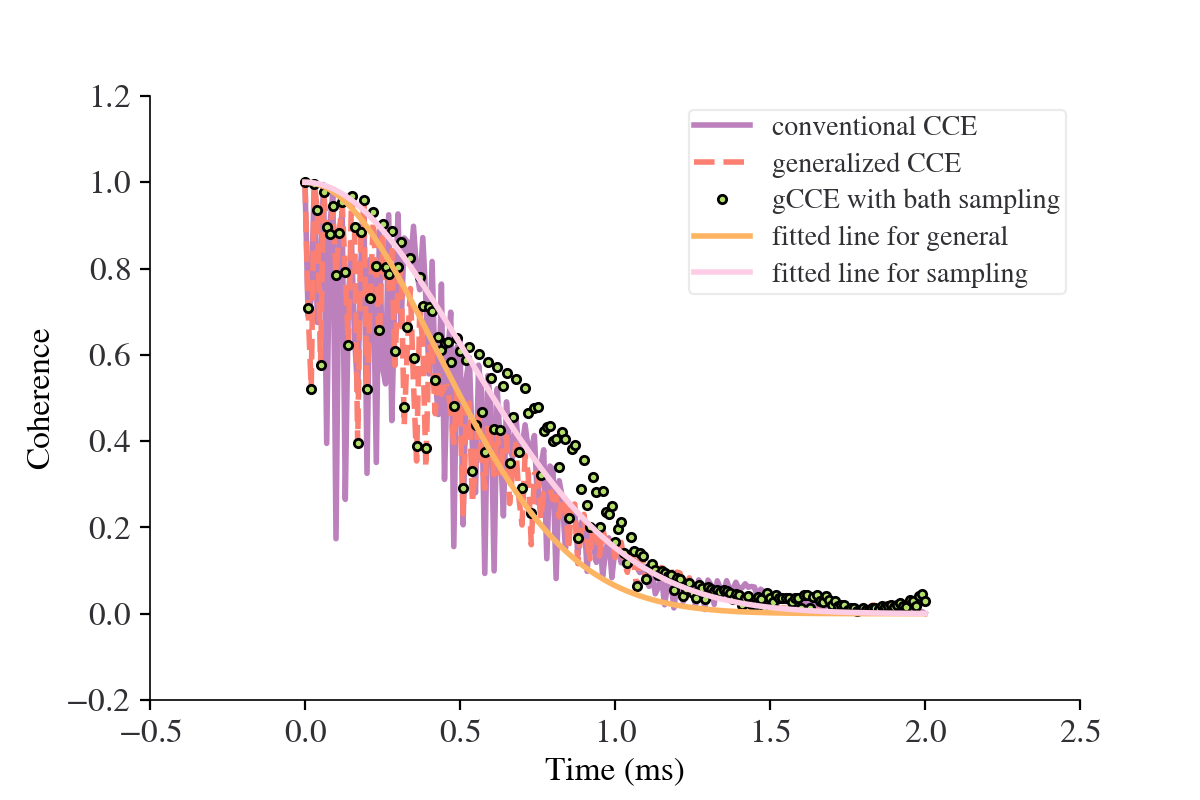 1.2
1.0
0.8
0.6
0.4
0.2
0.0
−0.2
Coherence
conventional CCE
generalized CCE
gCCE with bath sampling
fitted line for general
fitted line for sampling
−0.5 0.0 0.5 1.0 1.5 2.0 2.5
Time (ms)